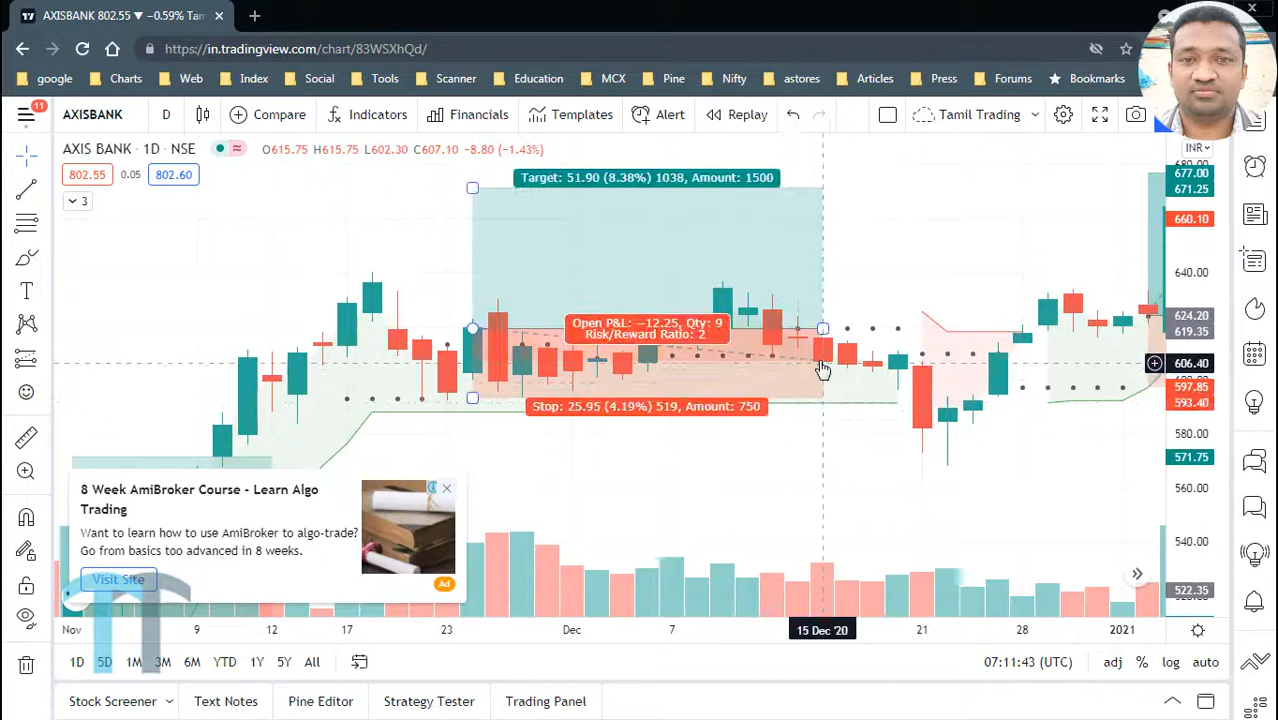 AXISBANK 802.55 ▼ −0.59% Tam
https://in.tradingview.com/chart/83WSXhQd/
google Charts Web Index Social Tools Scanner Education MCX Pine Nifty astores Articles Press Forums Bookmarks
11
AXISBANK D Compare Indicators Financials Templates Alert Replay Tamil Trading
AXIS BANK · 1D · NSE O615.75 H615.75 L602.30 C607.10 −8.80 (−1.43%)
INR
802.55 0.05 802.60
3
Target: 51.90 (8.38%) 1038, Amount: 1500
Open P&L: −12.25, Qty: 9
Risk/Reward Ratio: 2
Stop: 25.95 (4.19%) 519, Amount: 750
680.00
677.00
671.25
660.10
640.00
624.20
619.35
606.40
597.85
593.40
580.00
571.75
560.00
540.00
522.35
8 Week AmiBroker Course - Learn Algo
Trading
Want to learn how to use AmiBroker to algo-trade?
Go from basics too advanced in 8 weeks.
Visit Site
Ad
Nov 9 12 17 23 Dec 7 15 Dec '20 21 28 2021
1D 5D 1M 3M 6M YTD 1Y 5Y All 07:11:43 (UTC) adj % log auto
Stock Screener Text Notes Pine Editor Strategy Tester Trading Panel